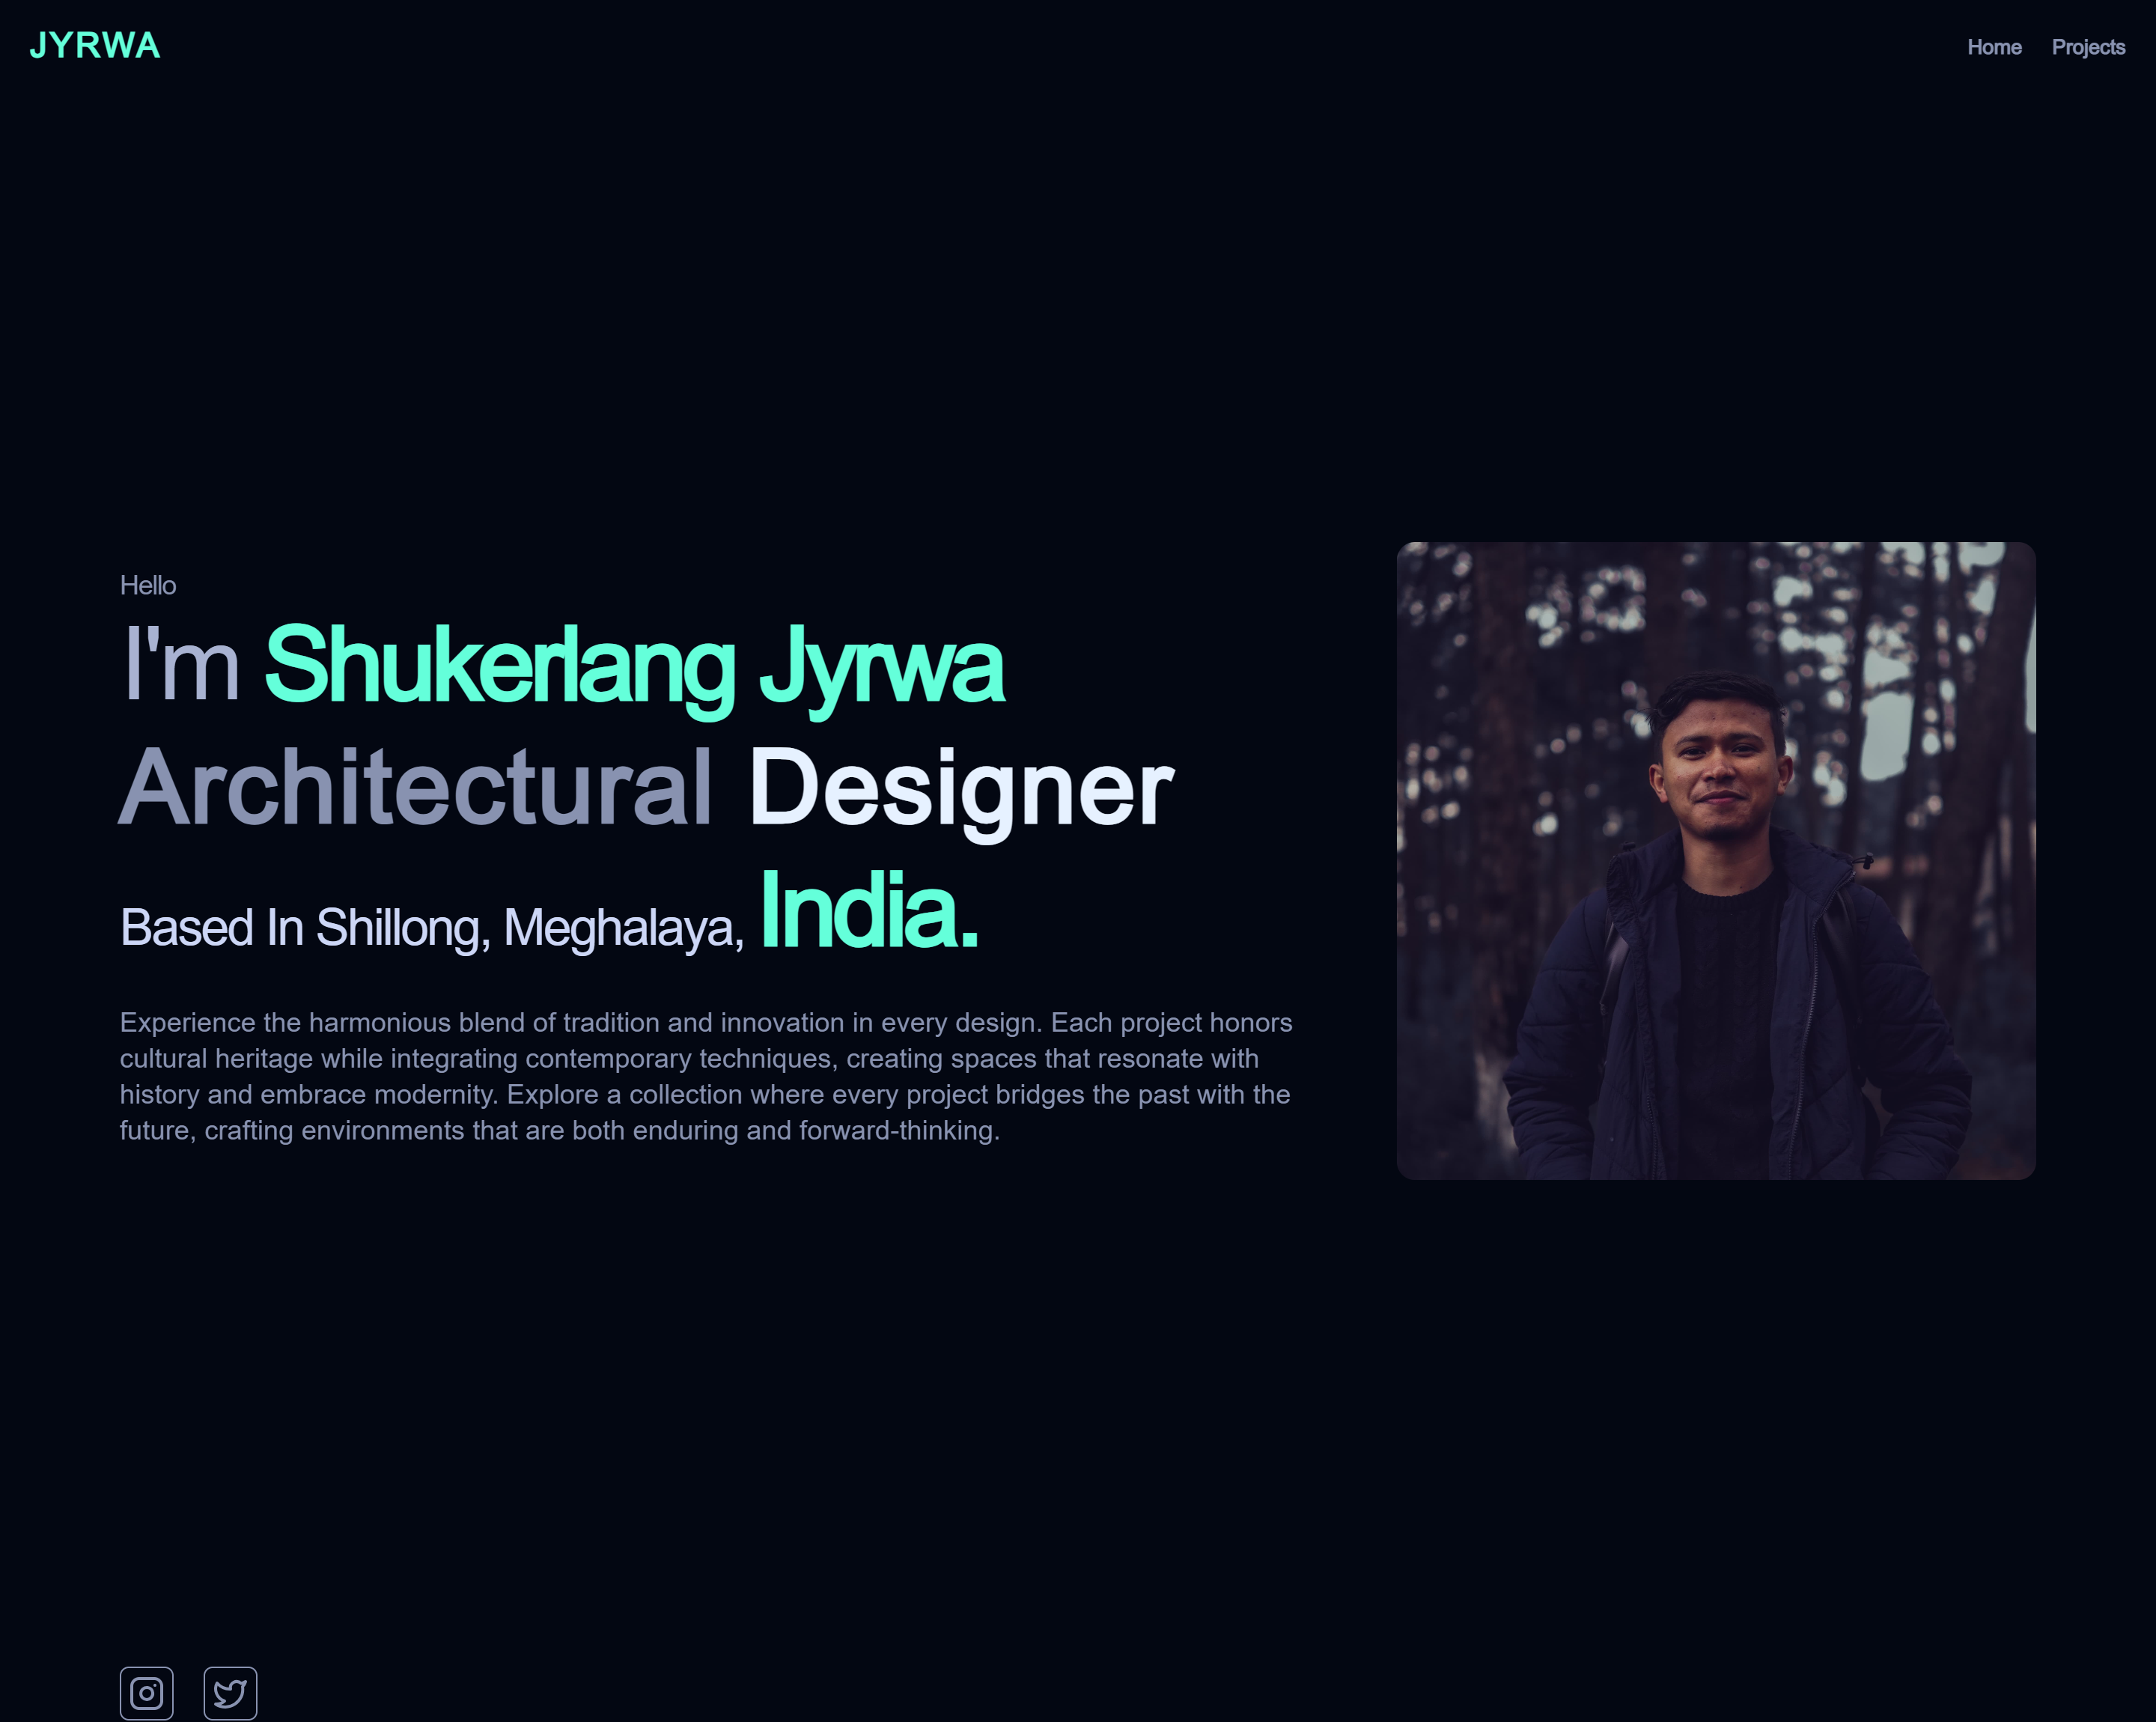 JYRWA
Home Projects
Hello
I'm Shukerlang Jyrwa
Architectural Designer
Based In Shillong, Meghalaya, India.
Experience the harmonious blend of tradition and innovation in every design. Each project honors
cultural heritage while integrating contemporary techniques, creating spaces that resonate with
history and embrace modernity. Explore a collection where every project bridges the past with the
future, crafting environments that are both enduring and forward-thinking.